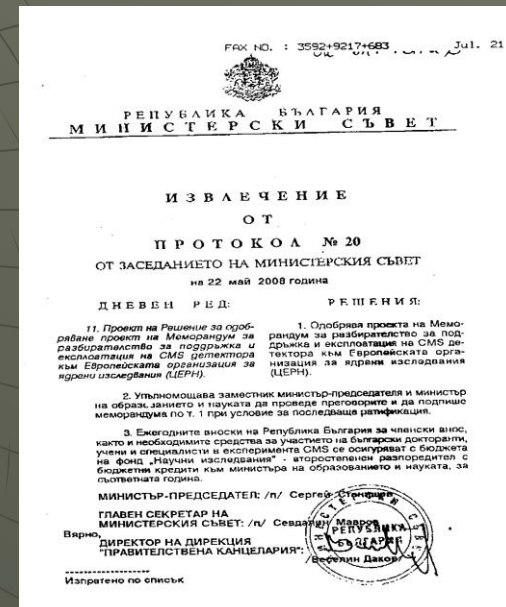 FAX NO. : 3592+9217+683 Jul. 21
РЕПУБЛИКА БЪЛГАРИЯ
МИНИСТЕРСКИ СЪВЕТ
ИЗВЛЕЧЕНИЕ
ОТ
ПРОТОКОЛ № 20
ОТ ЗАСЕДАНИЕТО НА МИНИСТЕРСКИЯ СЪВЕТ
на 22 май 2008 година
ДНЕВЕН РЕД: РЕШЕНИЯ:
11. Проект на Решение за одоб-
ряване проект на Меморандум за
разбирателство за поддръжка и
експлоатация на CMS детектора
към Европейската организация за
ядрени изследвания (ЦЕРН).
1. Одобрява проекта на Мемо-
рандум за разбирателство за под-
дръжка и експлоатация на CMS де-
тектора към Европейската орга-
низация за ядрени изследвания
(ЦЕРН).
2. Упълномощава заместник министър-председателя и министър
на образованието и науката да проведе преговорите и да подпише
меморандума по т. 1 при условие за последваща ратификация.
3. Ежегодните вноски на Република България за членски внос,
както и необходимите средства за участието на български докторанти,
учени и специалисти в експеримента CMS се осигуряват с бюджета
на фонд „Научни изследвания" - второстепенен разпоредител с
бюджетни кредити към министъра на образованието и науката, за
съответната година.
МИНИСТЪР-ПРЕДСЕДАТЕЛ: /п/ Сергей Станишев
ГЛАВЕН СЕКРЕТАР НА
МИНИСТЕРСКИЯ СЪВЕТ: /п/ Севдалин Мавров
Вярно,
ДИРЕКТОР НА ДИРЕКЦИЯ
"ПРАВИТЕЛСТВЕНА КАНЦЕЛАРИЯ":
/Веселин Даков/
РЕПУБЛИКА
БЪЛГАРИЯ
Изпратено по списък